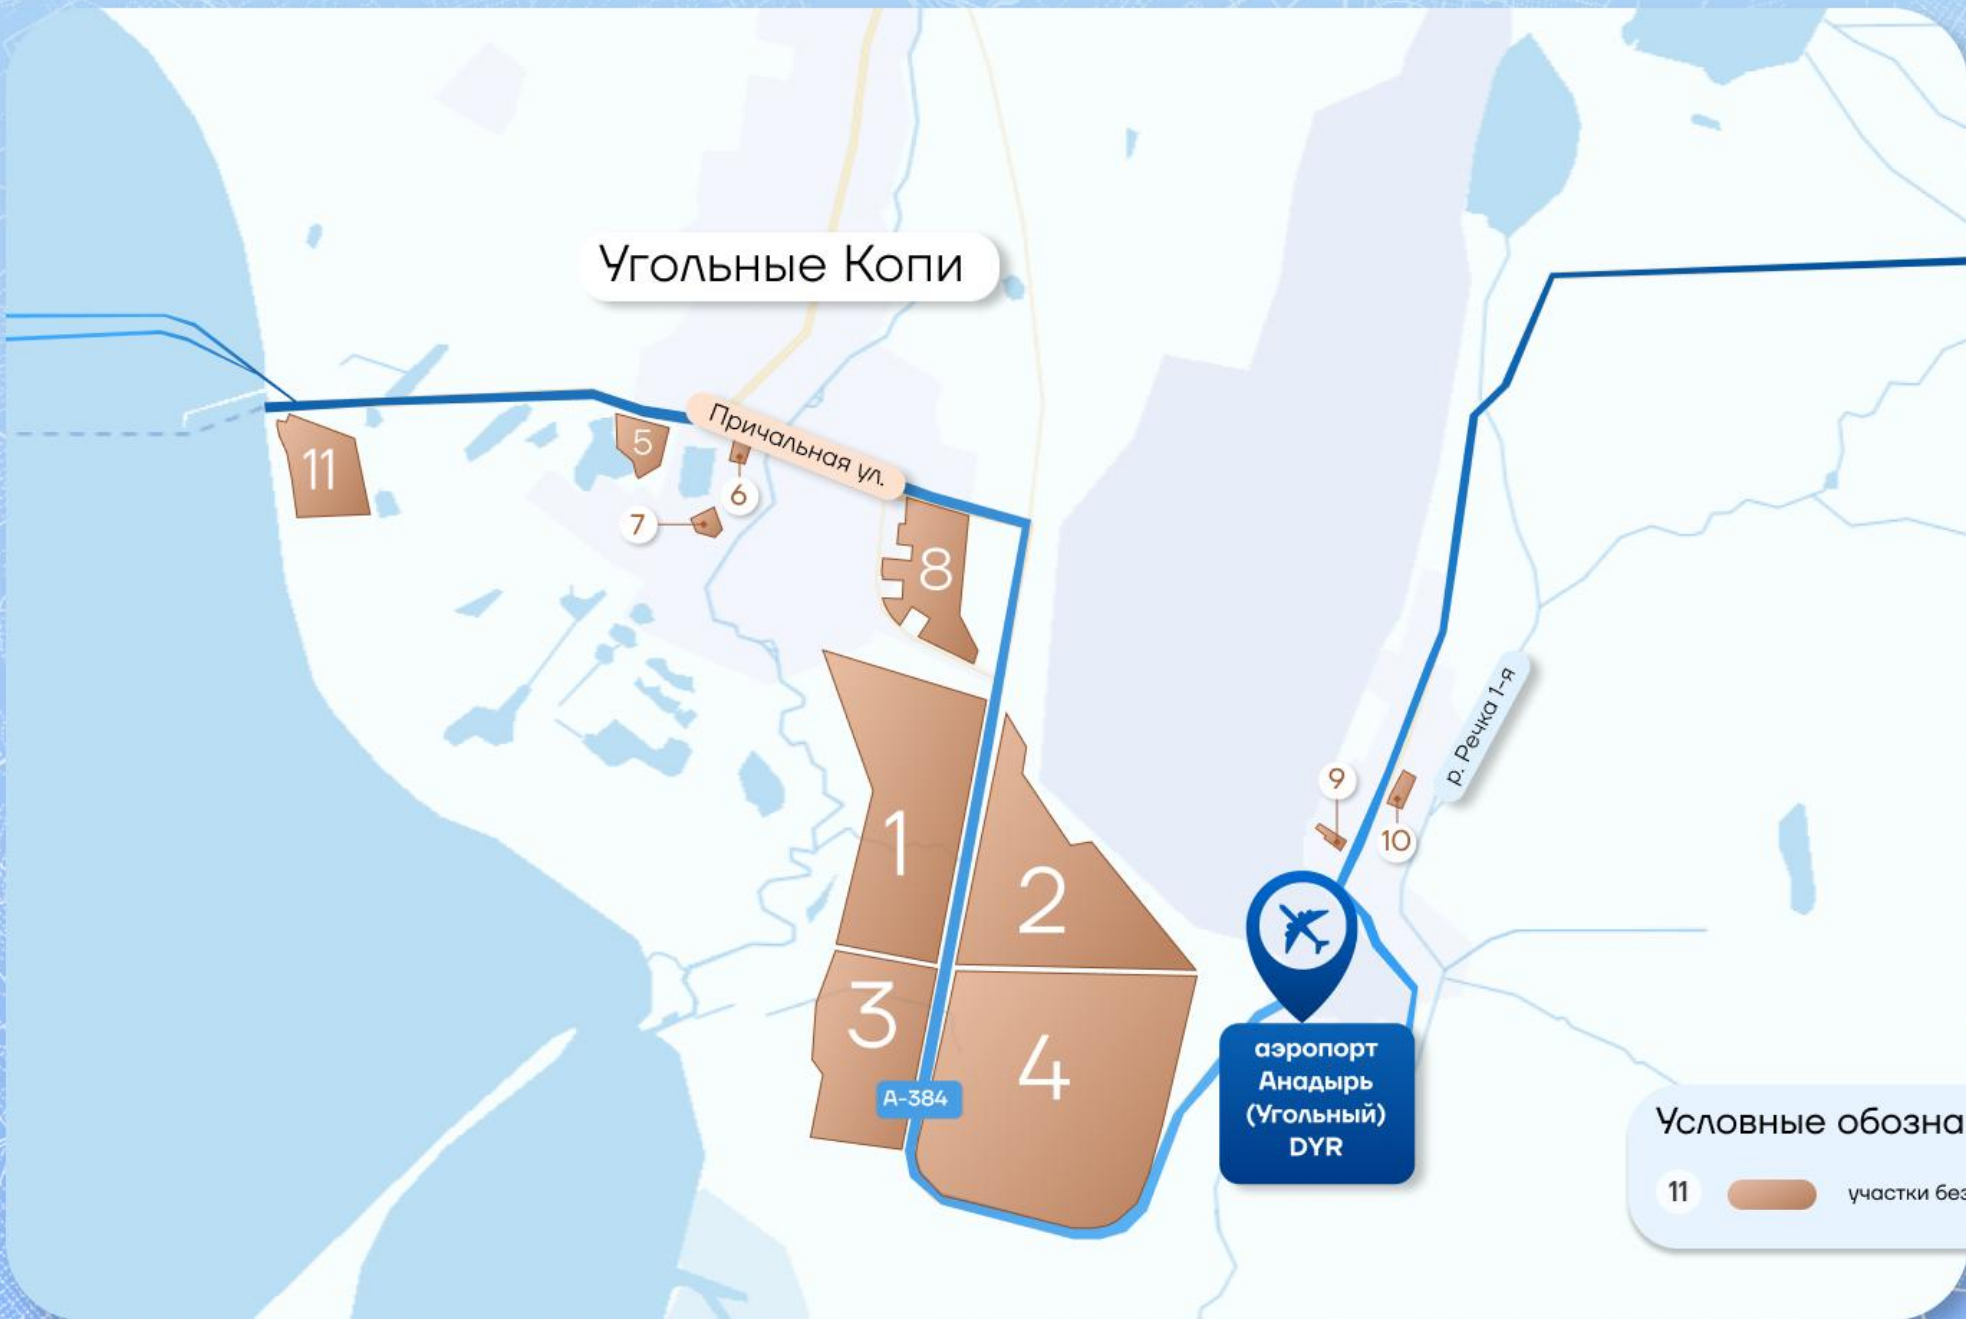 Угольные Копи
Причальная ул.
11
5
6
7
8
1
2
3
4
9
10
р. Речка 1-я
А-384
аэропорт
Анадырь
(Угольный)
DYR
Условные обозна
11 участки без